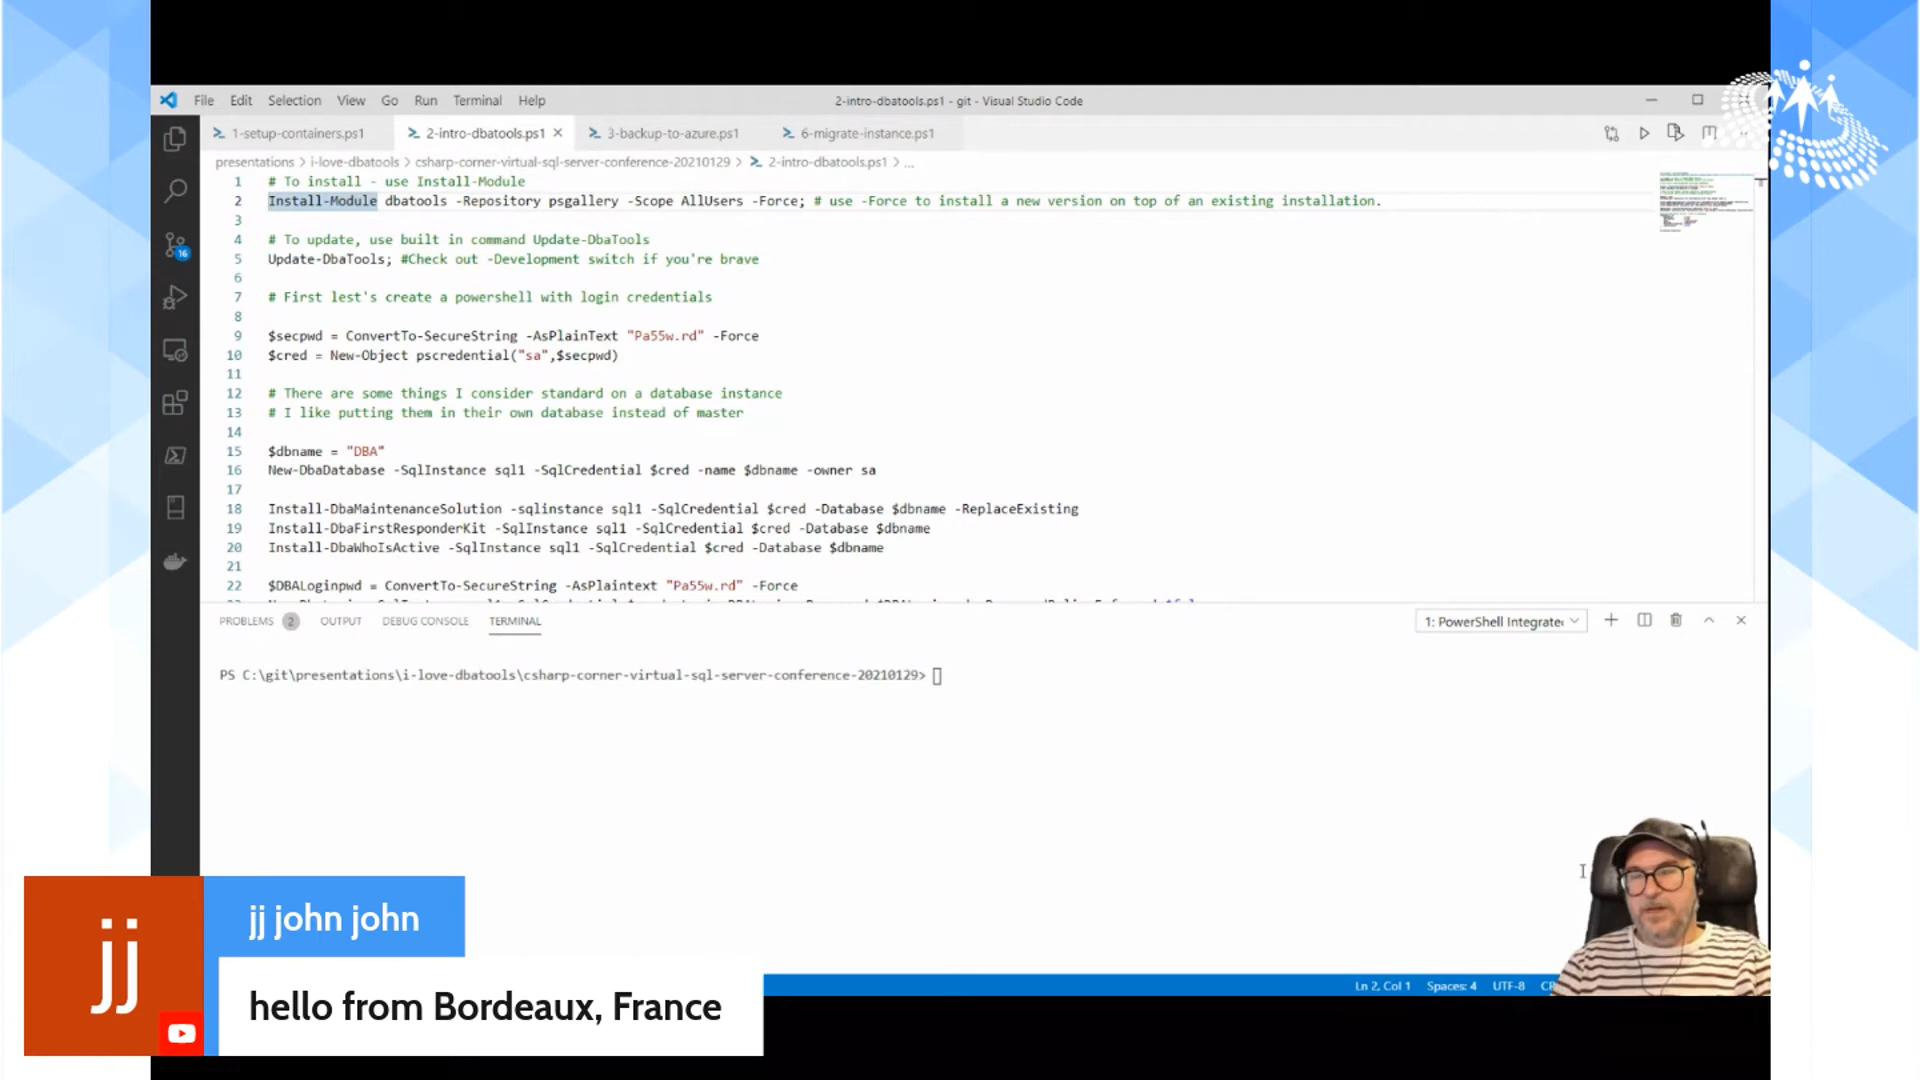 File Edit Selection View Go Run Terminal Help 2-intro-dbatools.ps1 - git - Visual Studio Code
1-setup-containers.ps1 2-intro-dbatools.ps1 3-backup-to-azure.ps1 6-migrate-instance.ps1
presentations > i-love-dbatools > csharp-corner-virtual-sql-server-conference-20210129 > 2-intro-dbatools.ps1 > ...
1 # To install - use Install-Module
2 Install-Module dbatools -Repository psgallery -Scope AllUsers -Force; # use -Force to install a new version on top of an existing installation.
3
4 # To update, use built in command Update-DbaTools
5 Update-DbaTools; #Check out -Development switch if you're brave
6
7 # First lest's create a powershell with login credentials
8
9 $secpwd = ConvertTo-SecureString -AsPlainText "Pa55w.rd" -Force
10 $cred = New-Object pscredential("sa",$secpwd)
11
12 # There are some things I consider standard on a database instance
13 # I like putting them in their own database instead of master
14
15 $dbname = "DBA"
16 New-DbaDatabase -SqlInstance sql1 -SqlCredential $cred -name $dbname -owner sa
17
18 Install-DbaMaintenanceSolution -sqlinstance sql1 -SqlCredential $cred -Database $dbname -ReplaceExisting
19 Install-DbaFirstResponderKit -SqlInstance sql1 -SqlCredential $cred -Database $dbname
20 Install-DbaWhoIsActive -SqlInstance sql1 -SqlCredential $cred -Database $dbname
21
22 $DBALoginpwd = ConvertTo-SecureString -AsPlaintext "Pa55w.rd" -Force
16
PROBLEMS 2 OUTPUT DEBUG CONSOLE TERMINAL 1: PowerShell Integrate
PS C:\git\presentations\i-love-dbatools\csharp-corner-virtual-sql-server-conference-20210129>
jj
jj john john
hello from Bordeaux, France
Ln 2, Col 1 Spaces: 4 UTF-8